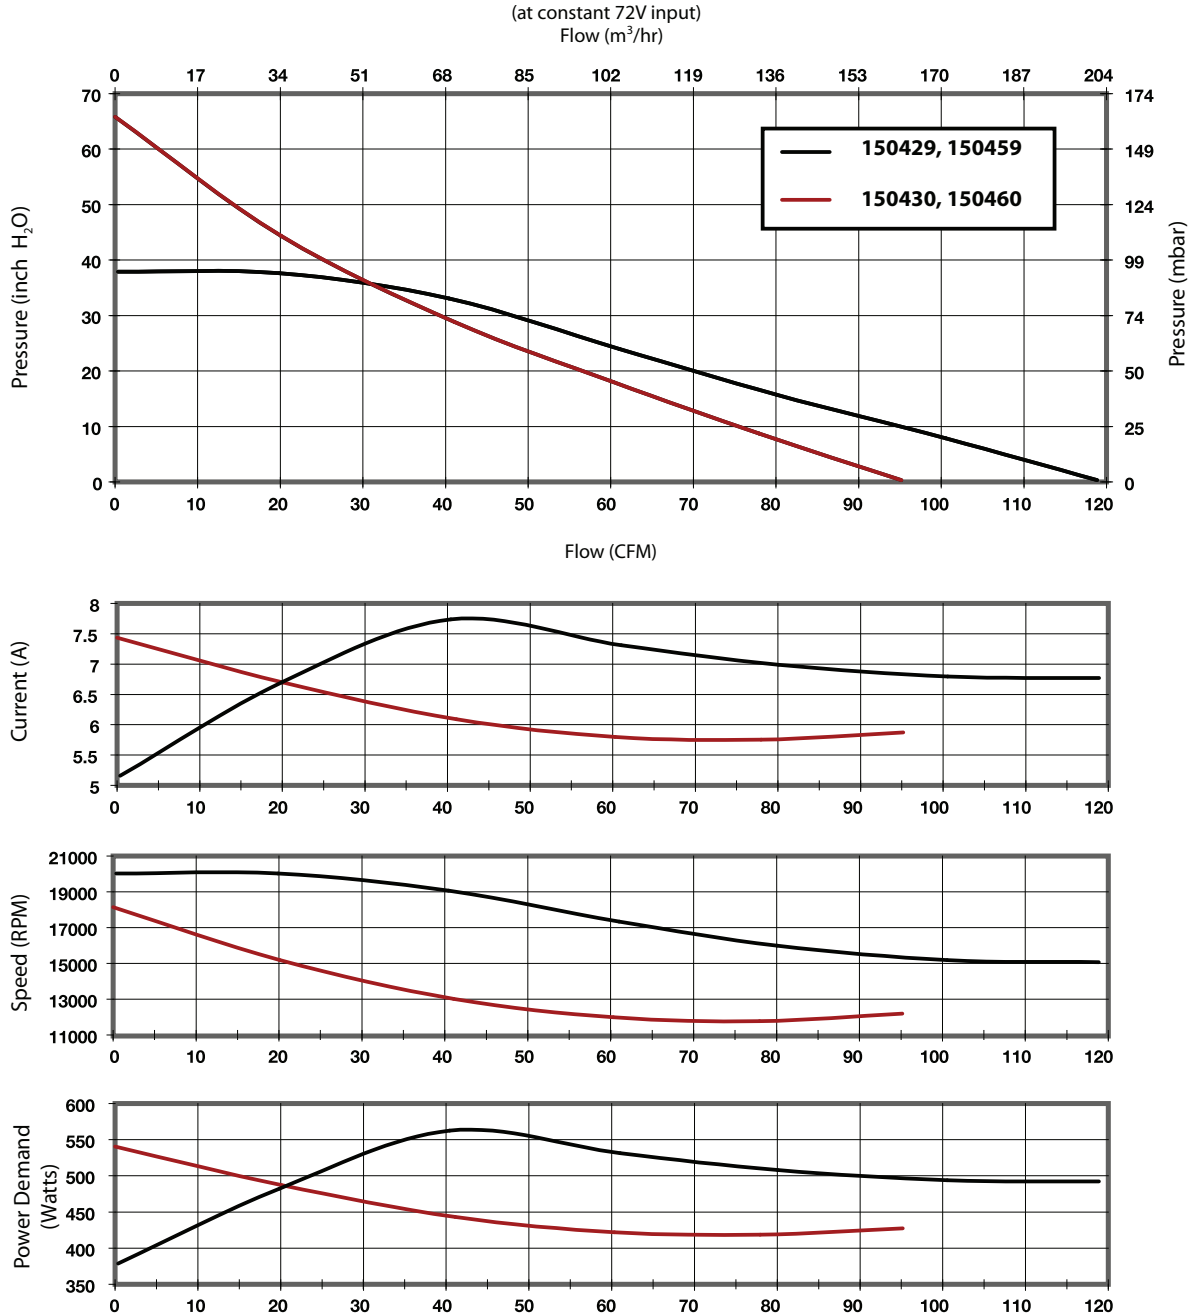 (at constant 72V input)
Flow (m³/hr)
0 17 34 51 68 85 102 119 136 153 170 187 204
70 174
60 149
50 124
40 99
30 74
20 50
10 25
0 0
Pressure (inch H₂O)
Pressure (mbar)
150429, 150459
150430, 150460
0 10 20 30 40 50 60 70 80 90 100 110 120
Flow (CFM)
Current (A)
8
7.5
7
6.5
6
5.5
5
0 10 20 30 40 50 60 70 80 90 100 110 120
Speed (RPM)
21000
19000
17000
15000
13000
11000
0 10 20 30 40 50 60 70 80 90 100 110 120
Power Demand
(Watts)
600
550
500
450
400
350
0 10 20 30 40 50 60 70 80 90 100 110 120